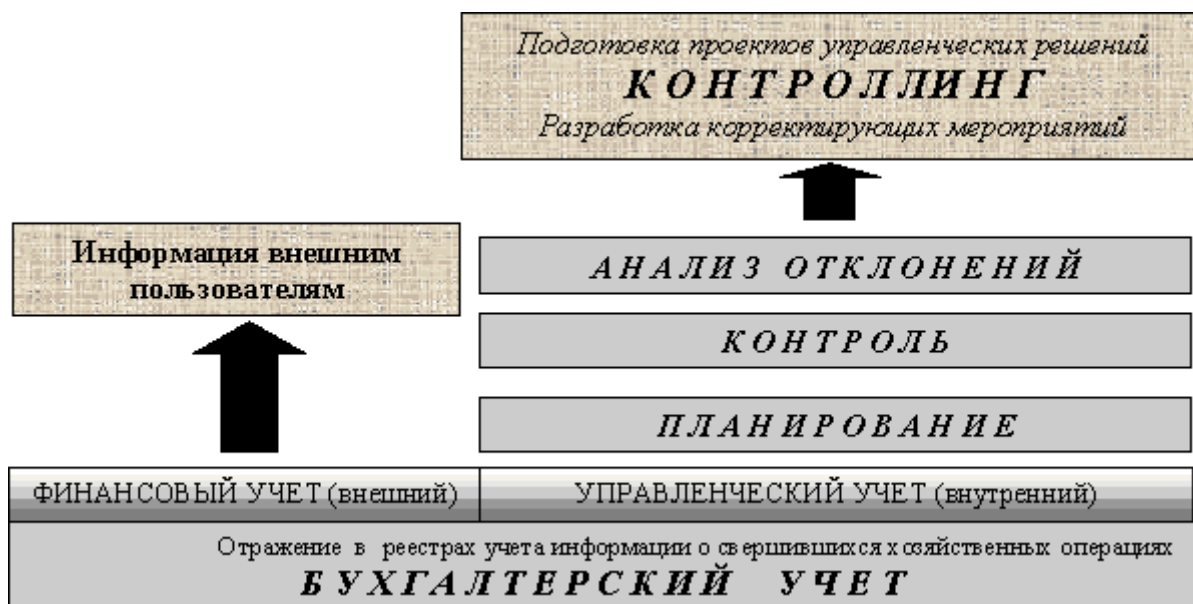 Подготовка проектов управленческих решений
КОНТРОЛЛИНГ
Разработка корректирующих мероприятий
Информация внешним
пользователям
АНАЛИЗ ОТКЛОНЕНИЙ
КОНТРОЛЬ
ПЛАНИРОВАНИЕ
ФИНАНСОВЫЙ УЧЕТ (внешний)
УПРАВЛЕНЧЕСКИЙ УЧЕТ (внутренний)
Отражение в реестрах учета информации о свершившихся хозяйственных операциях
БУХГАЛТЕРСКИЙ УЧЕТ